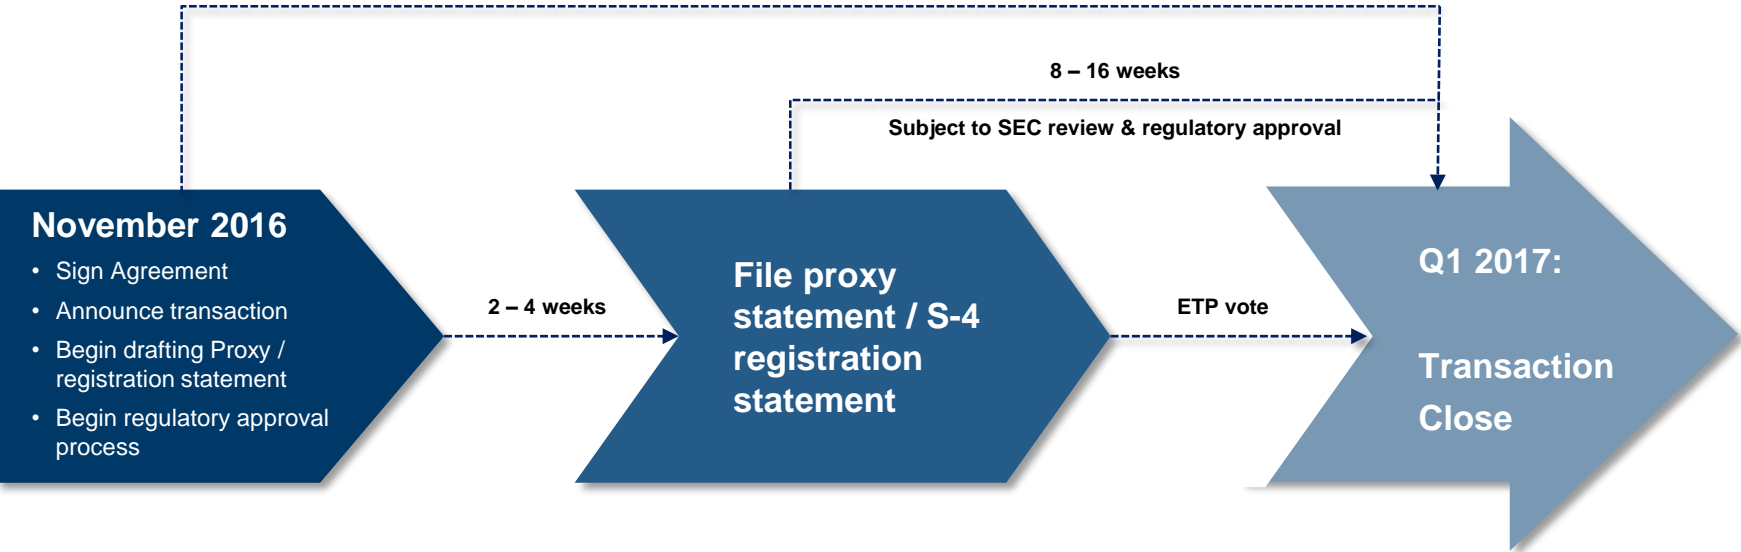 8 – 16 weeks
Subject to SEC review & regulatory approval
November 2016
• Sign Agreement
• Announce transaction
• Begin drafting Proxy /
registration statement
• Begin regulatory approval
process
2 – 4 weeks
File proxy
statement / S-4
registration
statement
ETP vote
Q1 2017:
Transaction
Close